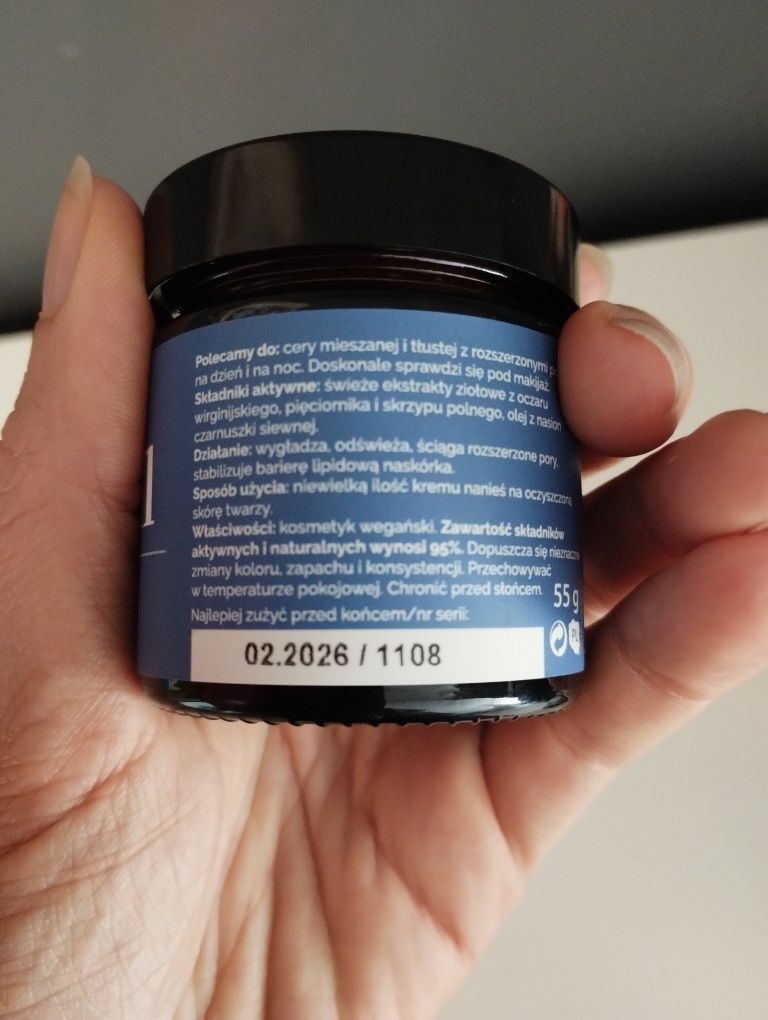 Polecamy do: cery mieszanej i tłustej z rozszerzonymi
na dzień i na noc. Doskonale sprawdzi się pod makijaż.
Składniki aktywne: świeże ekstrakty ziołowe z oczaru
wirginijskiego, pięciornika i skrzypu polnego, olej z nasion
czarnuszki siewnej.
Działanie: wygładza, odświeża, ściąga rozszerzone pory,
stabilizuje barierę lipidową naskórka.
Sposób użycia: niewielką ilość kremu nanieś na oczyszczoną
skórę twarzy.
Właściwości: kosmetyk wegański. Zawartość składników
aktywnych i naturalnych wynosi 95%. Dopuszcza się nieznaczne
zmiany koloru, zapachu i konsystencji. Przechowywać
w temperaturze pokojowej. Chronić przed słońcem.
55 g
Najlepiej zużyć przed końcem/nr serii:
02.2026 / 1108